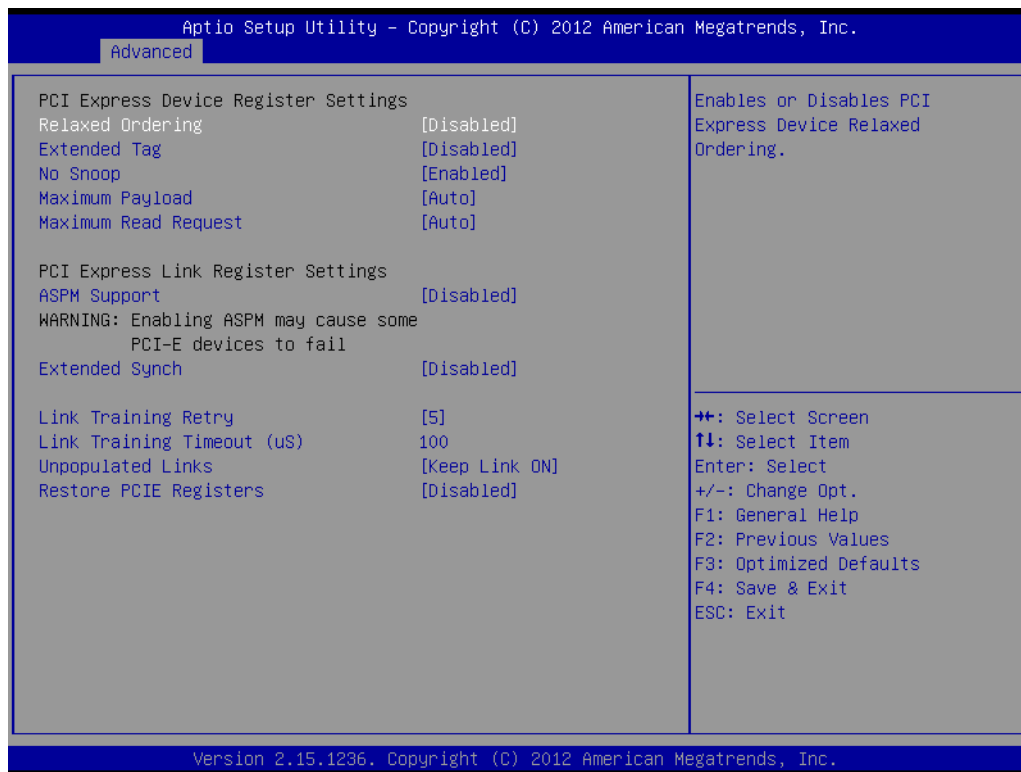 Aptio Setup Utility – Copyright (C) 2012 American Megatrends, Inc.
Advanced
PCI Express Device Register Settings
Relaxed Ordering [Disabled]
Extended Tag [Disabled]
No Snoop [Enabled]
Maximum Payload [Auto]
Maximum Read Request [Auto]
PCI Express Link Register Settings
ASPM Support [Disabled]
WARNING: Enabling ASPM may cause some
PCI-E devices to fail
Extended Synch [Disabled]
Link Training Retry [5]
Link Training Timeout (uS) 100
Unpopulated Links [Keep Link ON]
Restore PCIE Registers [Disabled]
Enables or Disables PCI
Express Device Relaxed
Ordering.
→←: Select Screen
↑↓: Select Item
Enter: Select
+/-: Change Opt.
F1: General Help
F2: Previous Values
F3: Optimized Defaults
F4: Save & Exit
ESC: Exit
Version 2.15.1236. Copyright (C) 2012 American Megatrends, Inc.